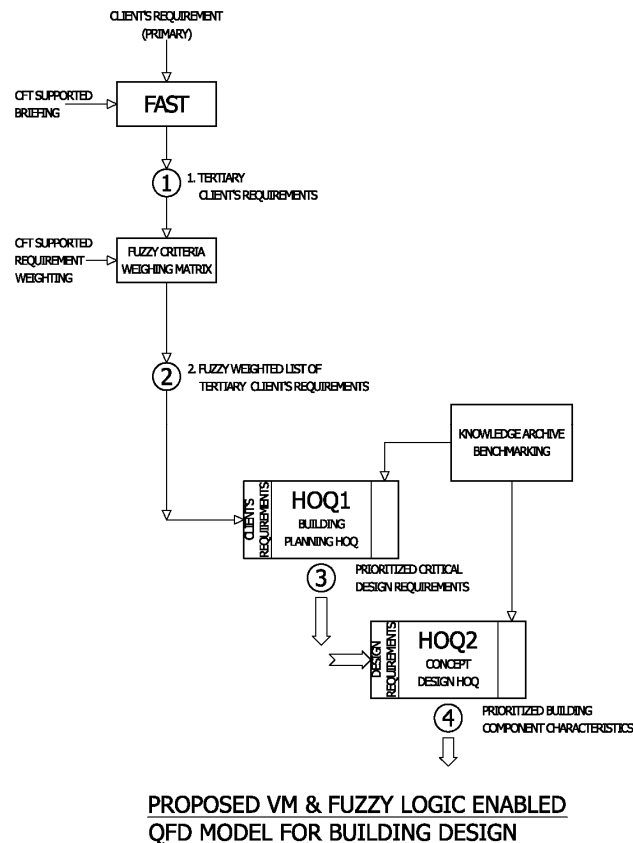 CLIENT'S REQUIREMENT
(PRIMARY)
CFT SUPPORTED
BRIEFING
FAST
1
1. TERTIARY
CLIENT'S REQUIREMENTS
CFT SUPPORTED
REQUIREMENT
WEIGHTING
FUZZY CRITERIA
WEIGHING MATRIX
2
2. FUZZY WEIGHTED LIST OF
TERTIARY CLIENT'S REQUIREMENTS
KNOWLEDGE ARCHIVE
BENCHMARKING
CLIENTS
REQUIREMENTS
HOQ1
BUILDING
PLANNING HOQ
3
PRIORITIZED CRITICAL
DESIGN REQUIREMENTS
DESIGN
REQUIREMENTS
HOQ2
CONCEPT
DESIGN HOQ
4
PRIORITIZED BUILDING
COMPONENT CHARACTERISTICS
PROPOSED VM & FUZZY LOGIC ENABLED
QFD MODEL FOR BUILDING DESIGN